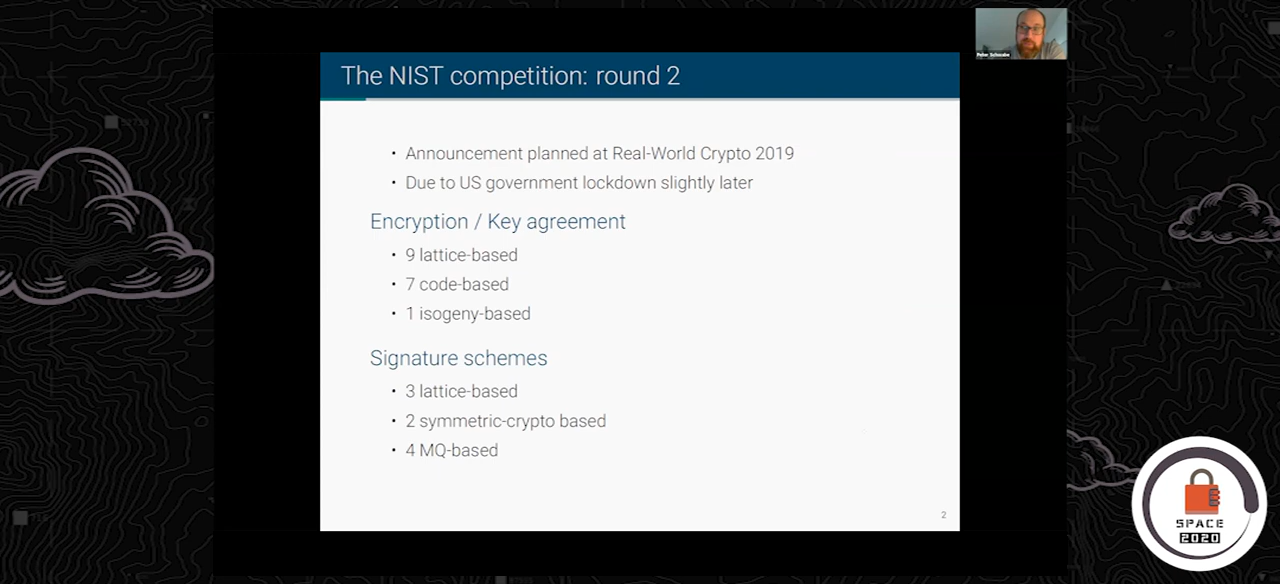 Peter Schwabe
The NIST competition: round 2
· Announcement planned at Real-World Crypto 2019
· Due to US government lockdown slightly later
Encryption / Key agreement
· 9 lattice-based
· 7 code-based
· 1 isogeny-based
Signature schemes
· 3 lattice-based
· 2 symmetric-crypto based
· 4 MQ-based
2
SPACE
2020